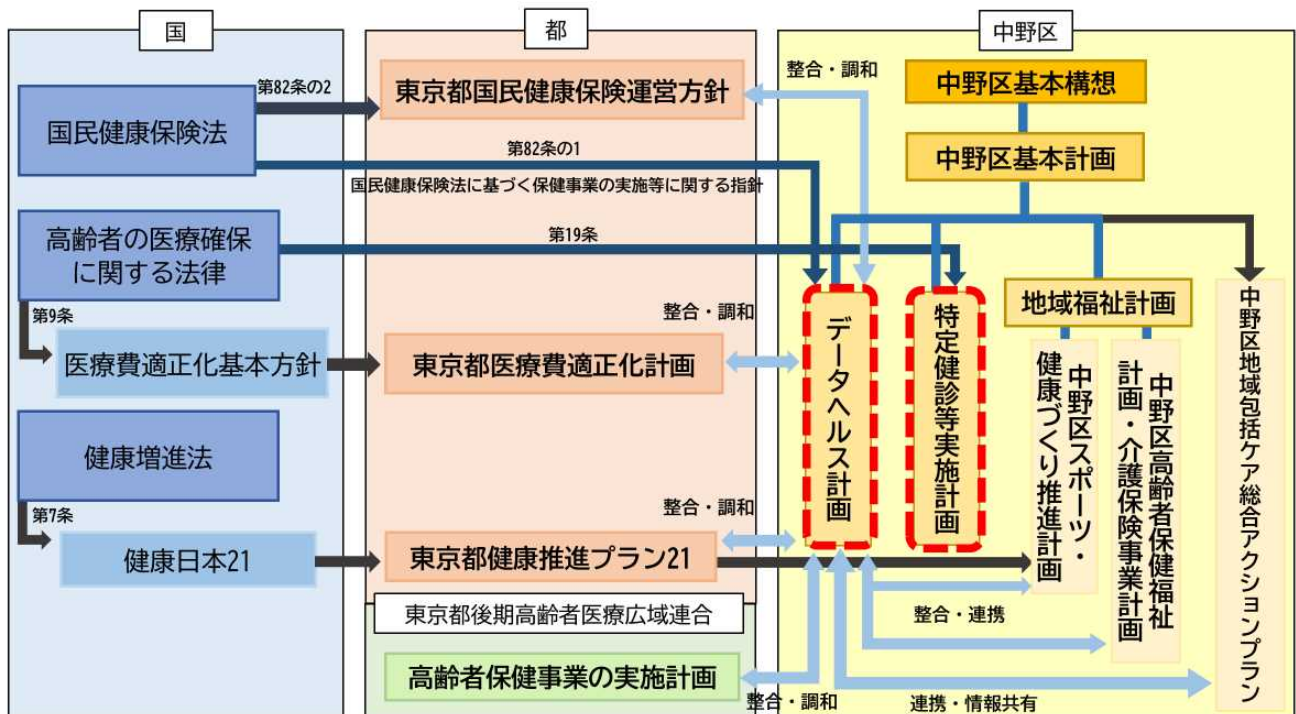 国
都
中野区
国民健康保険法
第82条の2
東京都国民健康保険運営方針
整合・調和
中野区基本構想
中野区基本計画
第82条の1
国民健康保険法に基づく保健事業の実施等に関する指針
高齢者の医療確保
に関する法律
第19条
第9条
医療費適正化基本方針
東京都医療費適正化計画
整合・調和
データヘルス計画
特定健診等実施計画
地域福祉計画
中野区スポーツ・
健康づくり推進計画
中野区高齢者保健福祉
計画・介護保険事業計画
中野区地域包括ケア総合アクションプラン
健康増進法
第7条
健康日本21
東京都健康推進プラン21
整合・調和
整合・連携
東京都後期高齢者医療広域連合
高齢者保健事業の実施計画
整合・調和
連携・情報共有